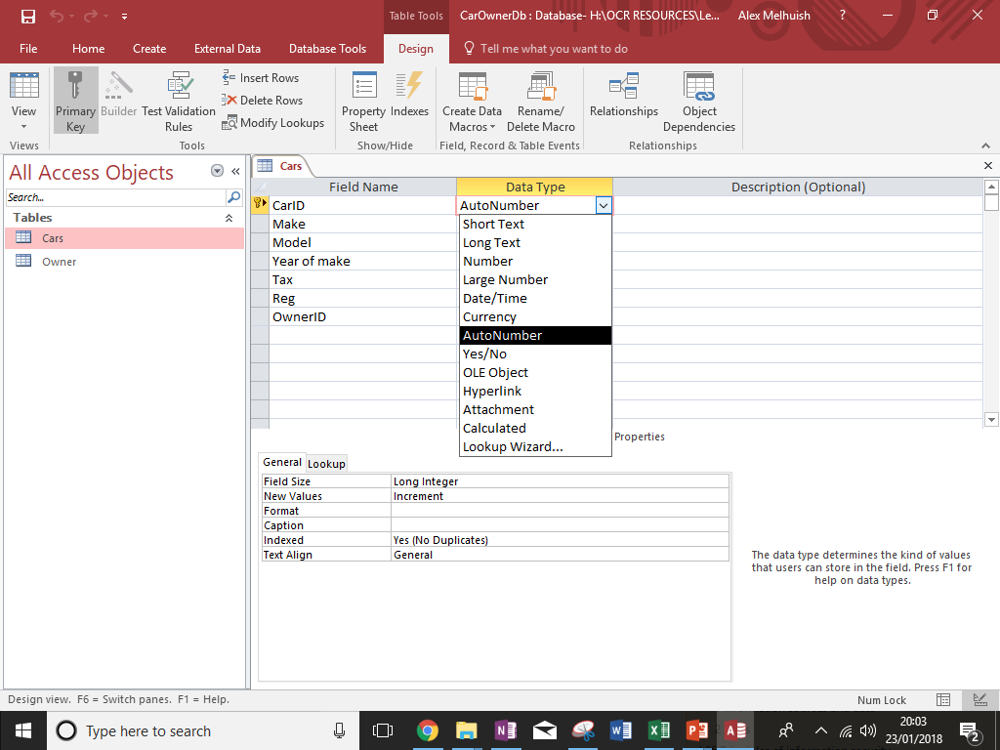 Table Tools
CarOwnerDb : Database- H:\OCR RESOURCES\Le...
Alex Melhuish
?
File
Home
Create
External Data
Database Tools
Design
Tell me what you want to do
View
Primary Key
Builder
Test Validation Rules
Insert Rows
Delete Rows
Modify Lookups
Property Sheet
Indexes
Create Data Macros
Rename/ Delete Macro
Relationships
Object Dependencies
Views
Tools
Show/Hide
Field, Record & Table Events
Relationships
All Access Objects
Search...
Tables
Cars
Owner
Cars
Field Name
Data Type
Description (Optional)
CarID
AutoNumber
Make
Model
Year of make
Tax
Reg
OwnerID
Short Text
Long Text
Number
Large Number
Date/Time
Currency
AutoNumber
Yes/No
OLE Object
Hyperlink
Attachment
Calculated
Lookup Wizard...
Properties
General
Lookup
Field Size Long Integer
New Values Increment
Format
Caption
Indexed Yes (No Duplicates)
Text Align General
The data type determines the kind of values
that users can store in the field. Press F1 for
help on data types.
Design view. F6 = Switch panes. F1 = Help.
Num Lock
Type here to search
20:03
23/01/2018
2